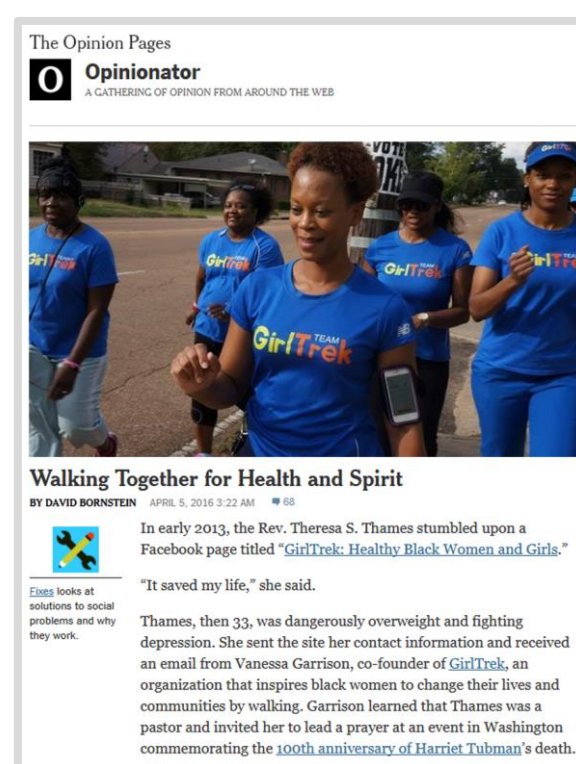 The Opinion Pages
O
Opinionator
A GATHERING OF OPINION FROM AROUND THE WEB
VOTE
GirlTrek
GirlTrek
TEAM
GirlTrek
GirlTrek
Walking Together for Health and Spirit
BY DAVID BORNSTEIN APRIL 5, 2016 3:22 AM 68
In early 2013, the Rev. Theresa S. Thames stumbled upon a
Facebook page titled “GirlTrek: Healthy Black Women and Girls.”
“It saved my life,” she said.
Fixes looks at
solutions to social
problems and why
they work.
Thames, then 33, was dangerously overweight and fighting
depression. She sent the site her contact information and received
an email from Vanessa Garrison, co-founder of GirlTrek, an
organization that inspires black women to change their lives and
communities by walking. Garrison learned that Thames was a
pastor and invited her to lead a prayer at an event in Washington
commemorating the 100th anniversary of Harriet Tubman’s death.